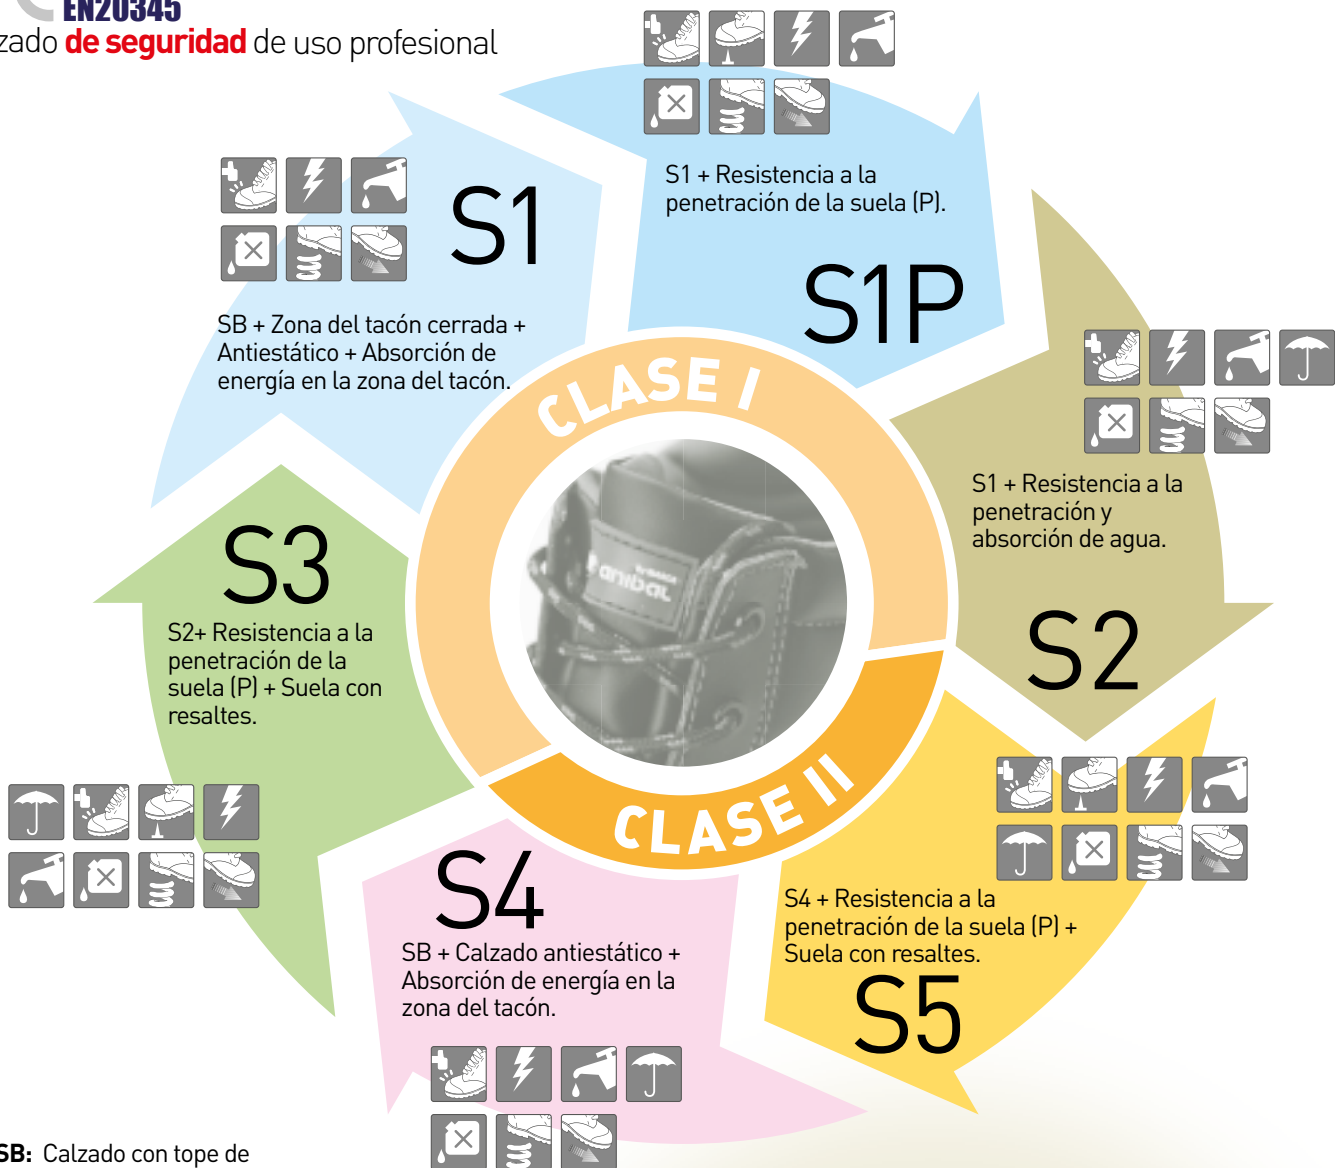 EN20345
zado de seguridad de uso profesional
S1
SB + Zona del tacón cerrada +
Antiestático + Absorción de
energía en la zona del tacón.
S1 + Resistencia a la
penetración de la suela (P).
S1P
S1 + Resistencia a la
penetración y
absorción de agua.
S2
CLASE I
anibal
S3
S2+ Resistencia a la
penetración de la
suela (P) + Suela con
resaltes.
CLASE II
S4
SB + Calzado antiestático +
Absorción de energía en la
zona del tacón.
S4 + Resistencia a la
penetración de la suela (P) +
Suela con resaltes.
S5
SB: Calzado con tope de